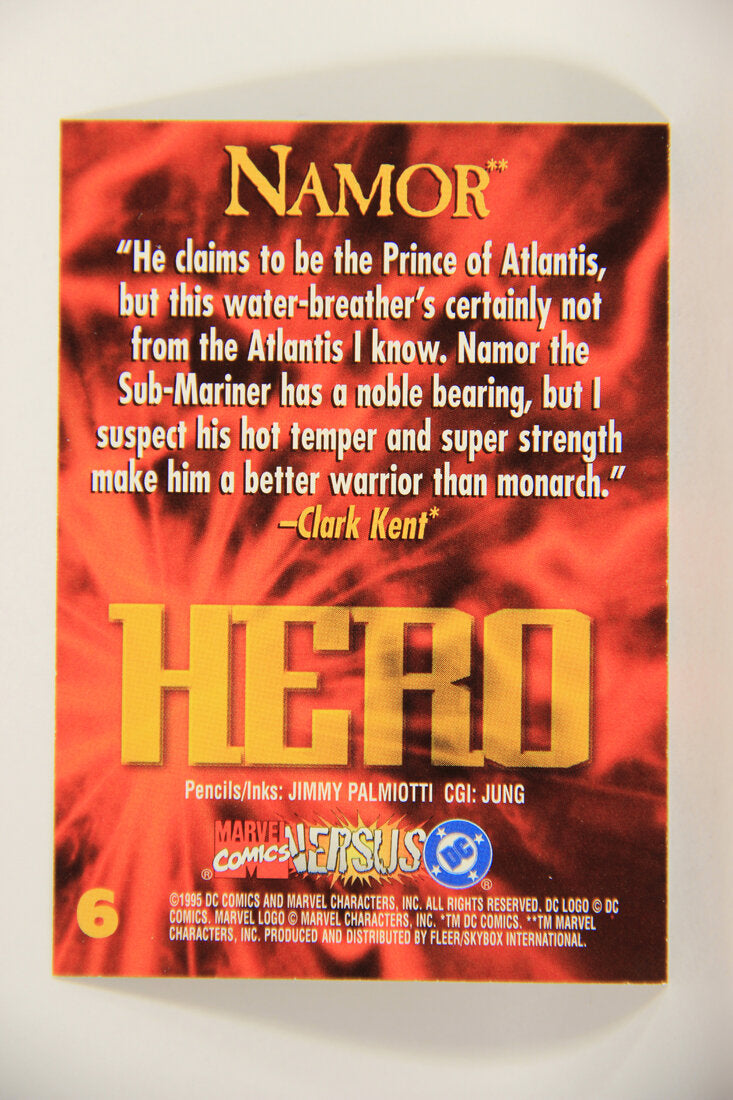 NAMOR**
“He claims to be the Prince of Atlantis,
but this water-breather’s certainly not
from the Atlantis I know. Namor the
Sub-Mariner has a noble bearing, but I
suspect his hot temper and super strength
make him a better warrior than monarch.”
–Clark Kent*
HERO
Pencils/Inks: JIMMY PALMIOTTI CGI: JUNG
MARVEL COMICS ® VERSUS DC ®
6
©1995 DC COMICS AND MARVEL CHARACTERS, INC. ALL RIGHTS RESERVED. DC LOGO © DC
COMICS. MARVEL LOGO © MARVEL CHARACTERS, INC. *TM DC COMICS. **TM MARVEL
CHARACTERS, INC. PRODUCED AND DISTRIBUTED BY FLEER/SKYBOX INTERNATIONAL.